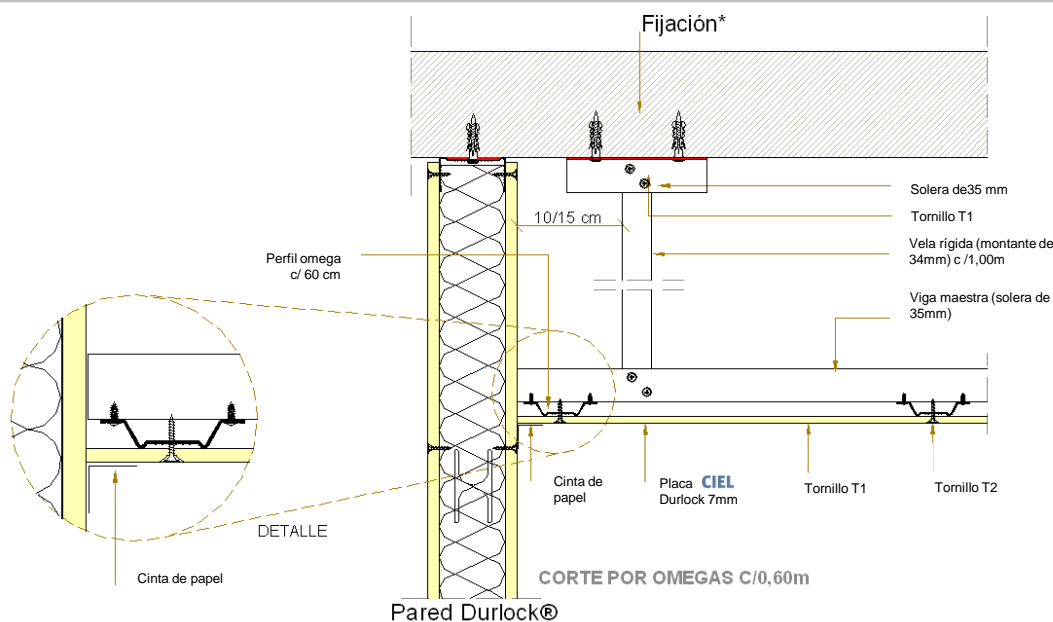 Fijación*
Solera de35 mm
Tornillo T1
10/15 cm
Vela rígida (montante de
34mm) c /1,00m
Perfil omega
c/ 60 cm
Viga maestra (solera de
35mm)
Cinta de
papel
Placa CIEL
Durlock 7mm
Tornillo T1
Tornillo T2
DETALLE
Cinta de papel
CORTE POR OMEGAS C/0,60m
Pared Durlock®